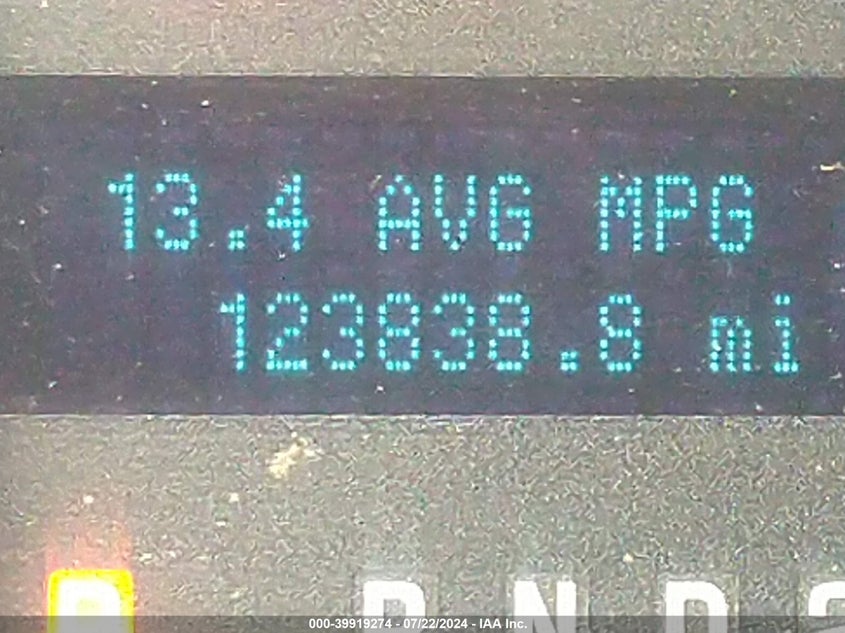 13.4 AVG MPG
123838.8 mi
P R N D
000-39919274 - 07/22/2024 - IAA Inc.